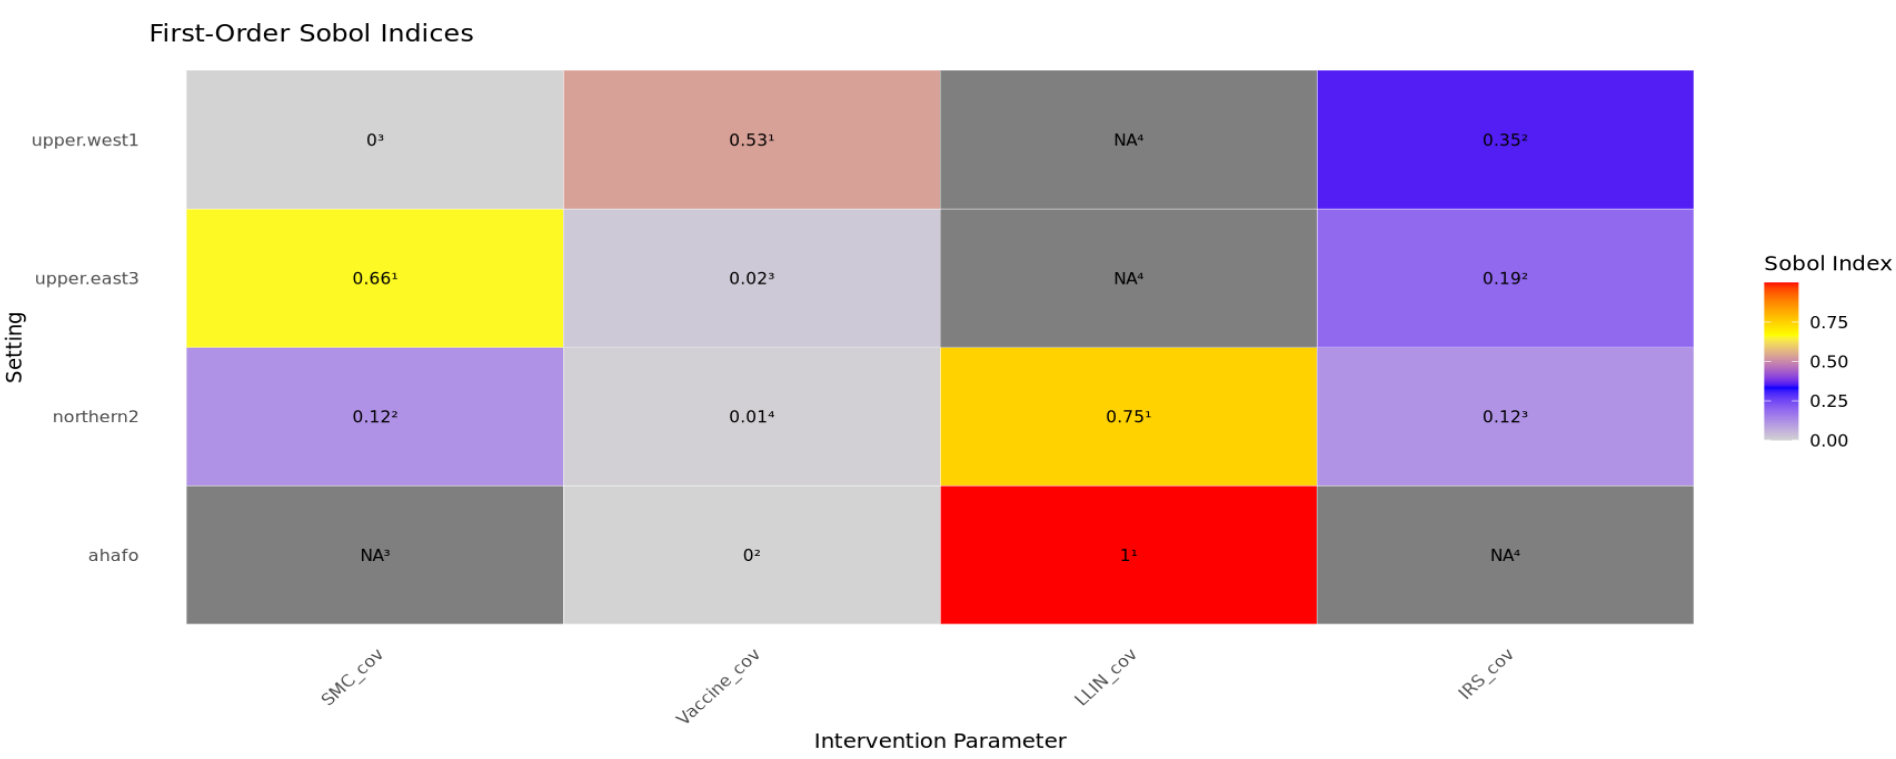 First-Order Sobol Indices
upper.west1
0³
0.53¹
NA⁴
0.35²
upper.east3
0.66¹
0.02³
NA⁴
0.19²
northern2
0.12²
0.01⁴
0.75¹
0.12³
ahafo
NA³
0²
1¹
NA⁴
Setting
SMC_cov
Vaccine_cov
LLIN_cov
IRS_cov
Intervention Parameter
Sobol Index
0.75
0.50
0.25
0.00